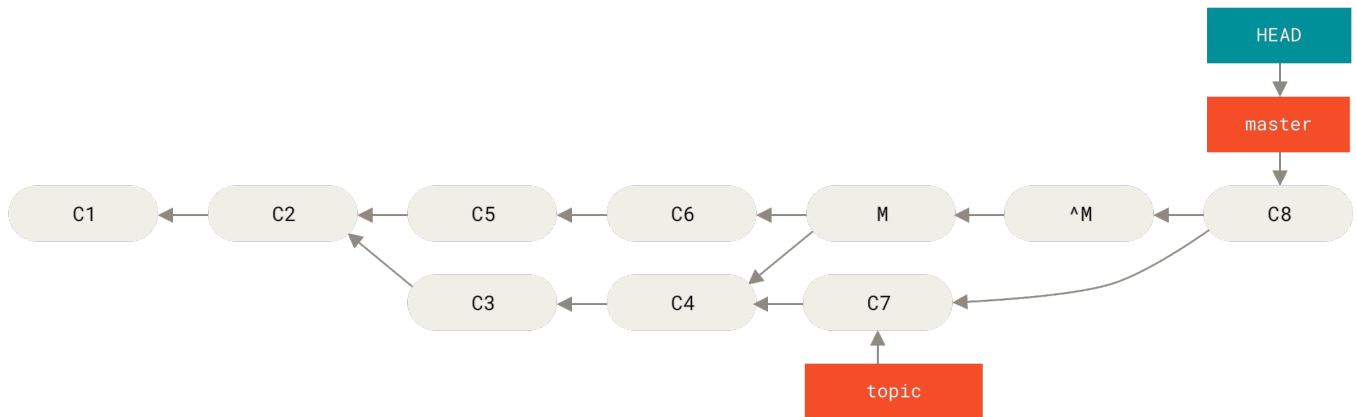 HEAD
master
C1 C2 C5 C6 M ^M C8
C3 C4 C7
topic